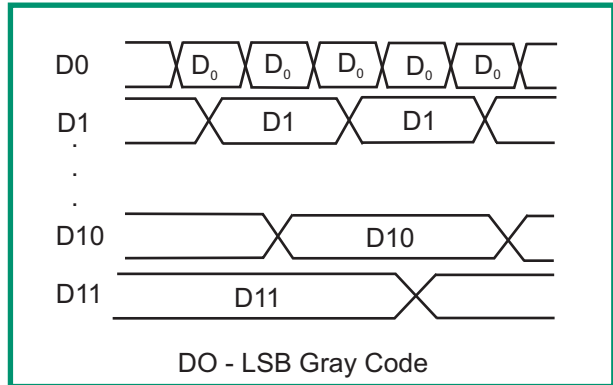 D0 D₀ D₀ D₀ D₀ D₀
D1 D1 D1
.
.
.
D10 D10
D11 D11
DO - LSB Gray Code